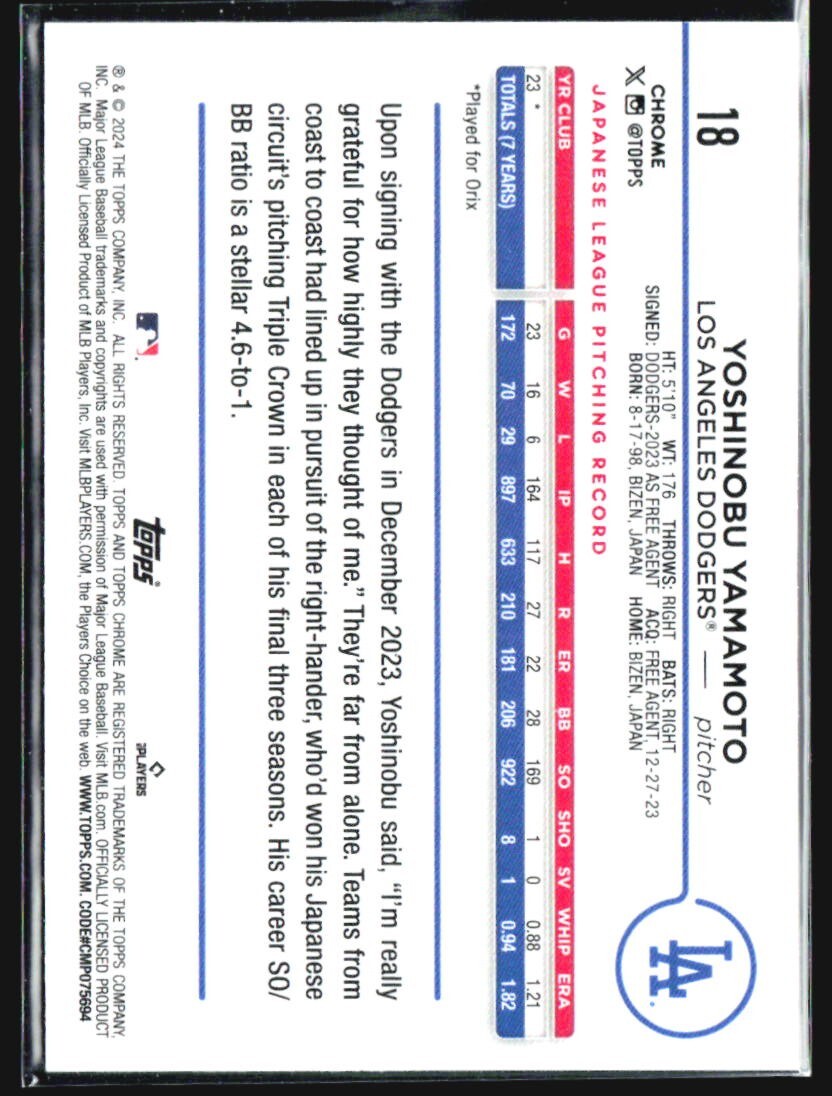 18
YOSHINOBU YAMAMOTO
LOS ANGELES DODGERS® — pitcher
LA
CHROME
@TOPPS
HT: 5'10" WT: 176 THROWS: RIGHT BATS: RIGHT
SIGNED: DODGERS-2023 AS FREE AGENT ACQ: FREE AGENT, 12-27-23
BORN: 8-17-98, BIZEN, JAPAN HOME: BIZEN, JAPAN
JAPANESE LEAGUE PITCHING RECORD
YR CLUB G W L IP H R ER BB SO SHO SV WHIP ERA
23 * 23 16 6 164 117 27 22 28 169 1 0 0.88 1.21
TOTALS (7 YEARS) 172 70 29 897 633 210 181 206 922 8 1 0.94 1.82
*Played for Orix
Upon signing with the Dodgers in December 2023, Yoshinobu said, “I'm really
grateful for how highly they thought of me.” They're far from alone. Teams from
coast to coast had lined up in pursuit of the right-hander, who'd won his Japanese
circuit's pitching Triple Crown in each of his final three seasons. His career SO/
BB ratio is a stellar 4.6-to-1.
topps®
PLAYERS
® & © 2024 THE TOPPS COMPANY, INC. ALL RIGHTS RESERVED. TOPPS AND TOPPS CHROME ARE REGISTERED TRADEMARKS OF THE TOPPS COMPANY,
INC. Major League Baseball trademarks and copyrights are used with permission of Major League Baseball. Visit MLB.com. OFFICIALLY LICENSED PRODUCT
OF MLB. Officially Licensed Product of MLB Players, Inc. Visit MLBPLAYERS.COM, the Players Choice on the web. WWW.TOPPS.COM. CODE#CMP075694